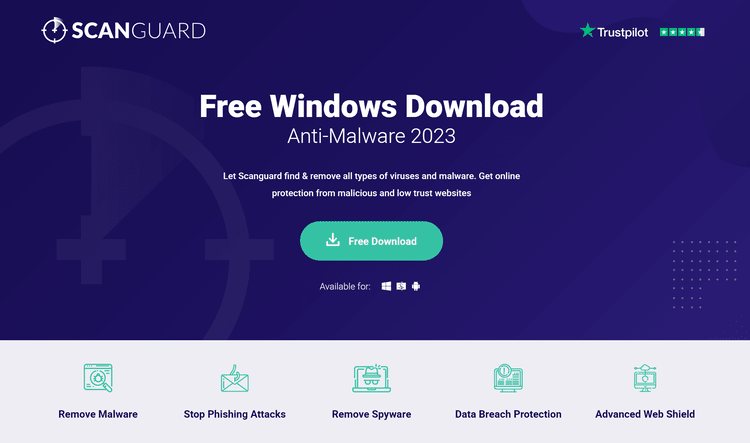 SCANGUARD
Trustpilot
Free Windows Download
Anti-Malware 2023
Let Scanguard find & remove all types of viruses and malware. Get online
protection from malicious and low trust websites
Free Download
Available for:
Remove Malware
Stop Phishing Attacks
Remove Spyware
Data Breach Protection
Advanced Web Shield